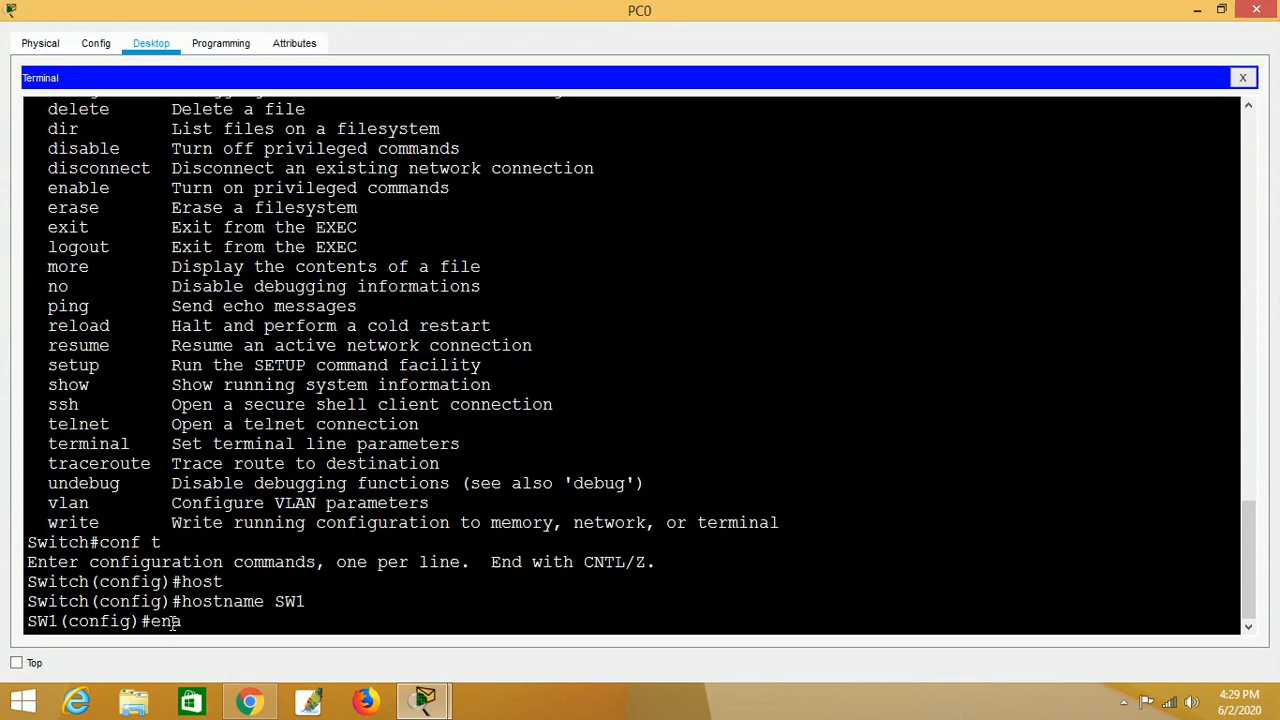 PC0
Physical Config Desktop Programming Attributes
Terminal X
delete Delete a file
dir List files on a filesystem
disable Turn off privileged commands
disconnect Disconnect an existing network connection
enable Turn on privileged commands
erase Erase a filesystem
exit Exit from the EXEC
logout Exit from the EXEC
more Display the contents of a file
no Disable debugging informations
ping Send echo messages
reload Halt and perform a cold restart
resume Resume an active network connection
setup Run the SETUP command facility
show Show running system information
ssh Open a secure shell client connection
telnet Open a telnet connection
terminal Set terminal line parameters
traceroute Trace route to destination
undebug Disable debugging functions (see also 'debug')
vlan Configure VLAN parameters
write Write running configuration to memory, network, or terminal
Switch#conf t
Enter configuration commands, one per line. End with CNTL/Z.
Switch(config)#host
Switch(config)#hostname SW1
SW1(config)#ena
Top
4:29 PM
6/2/2020